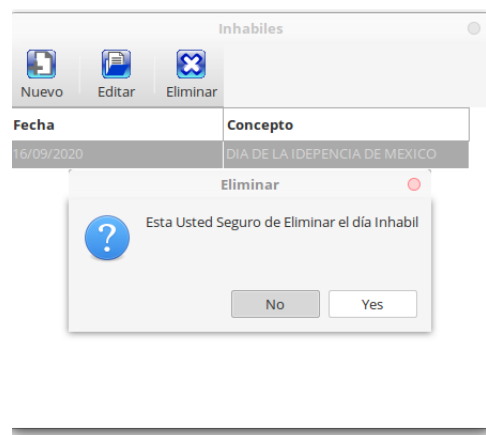 Inhabiles
Nuevo Editar Eliminar
Fecha Concepto
16/09/2020 DIA DE LA IDEPENCIA DE MEXICO
Eliminar
?
Esta Usted Seguro de Eliminar el día Inhabil
No Yes